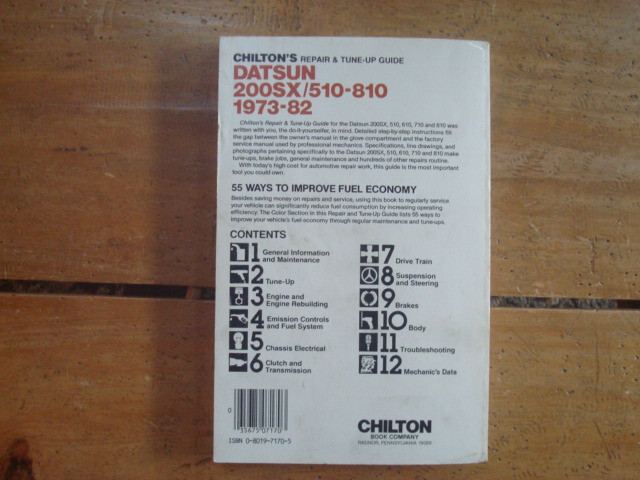 CHILTON'S REPAIR & TUNE-UP GUIDE
DATSUN
200SX/510-810
1973-82
Chilton's Repair & Tune-Up Guide for the Datsun 200SX, 510, 610, 710 and 810 was
written with you, the do-it-yourselfer, in mind. Detailed step-by-step instructions fill
the gap between the owner's manual in the glove compartment and the factory
service manual used by professional mechanics. Specifications, line drawings, and
photographs pertaining specifically to the Datsun 200SX, 510, 610, 710 and 810 make
tune-ups, brake jobs, general maintenance and hundreds of other repairs routine.
With today's high cost for automotive repair work, this guide is the most important
tool you could own.
55 WAYS TO IMPROVE FUEL ECONOMY
Besides saving money on repairs and service, using this book to regularly service
your vehicle can significantly reduce fuel consumption by increasing operating
efficiency. The Color Section in this Repair and Tune-Up Guide lists 55 ways to
improve your vehicle's fuel economy through regular maintenance and tune-ups.
CONTENTS
1 General Information
and Maintenance
2 Tune-Up
3 Engine and
Engine Rebuilding
4 Emission Controls
and Fuel System
5 Chassis Electrical
6 Clutch and
Transmission
7 Drive Train
8 Suspension
and Steering
9 Brakes
10 Body
11 Troubleshooting
12 Mechanic's Data
0 35675 07170
ISBN 0-8019-7170-5
CHILTON
BOOK COMPANY
RADNOR, PENNSYLVANIA 19089